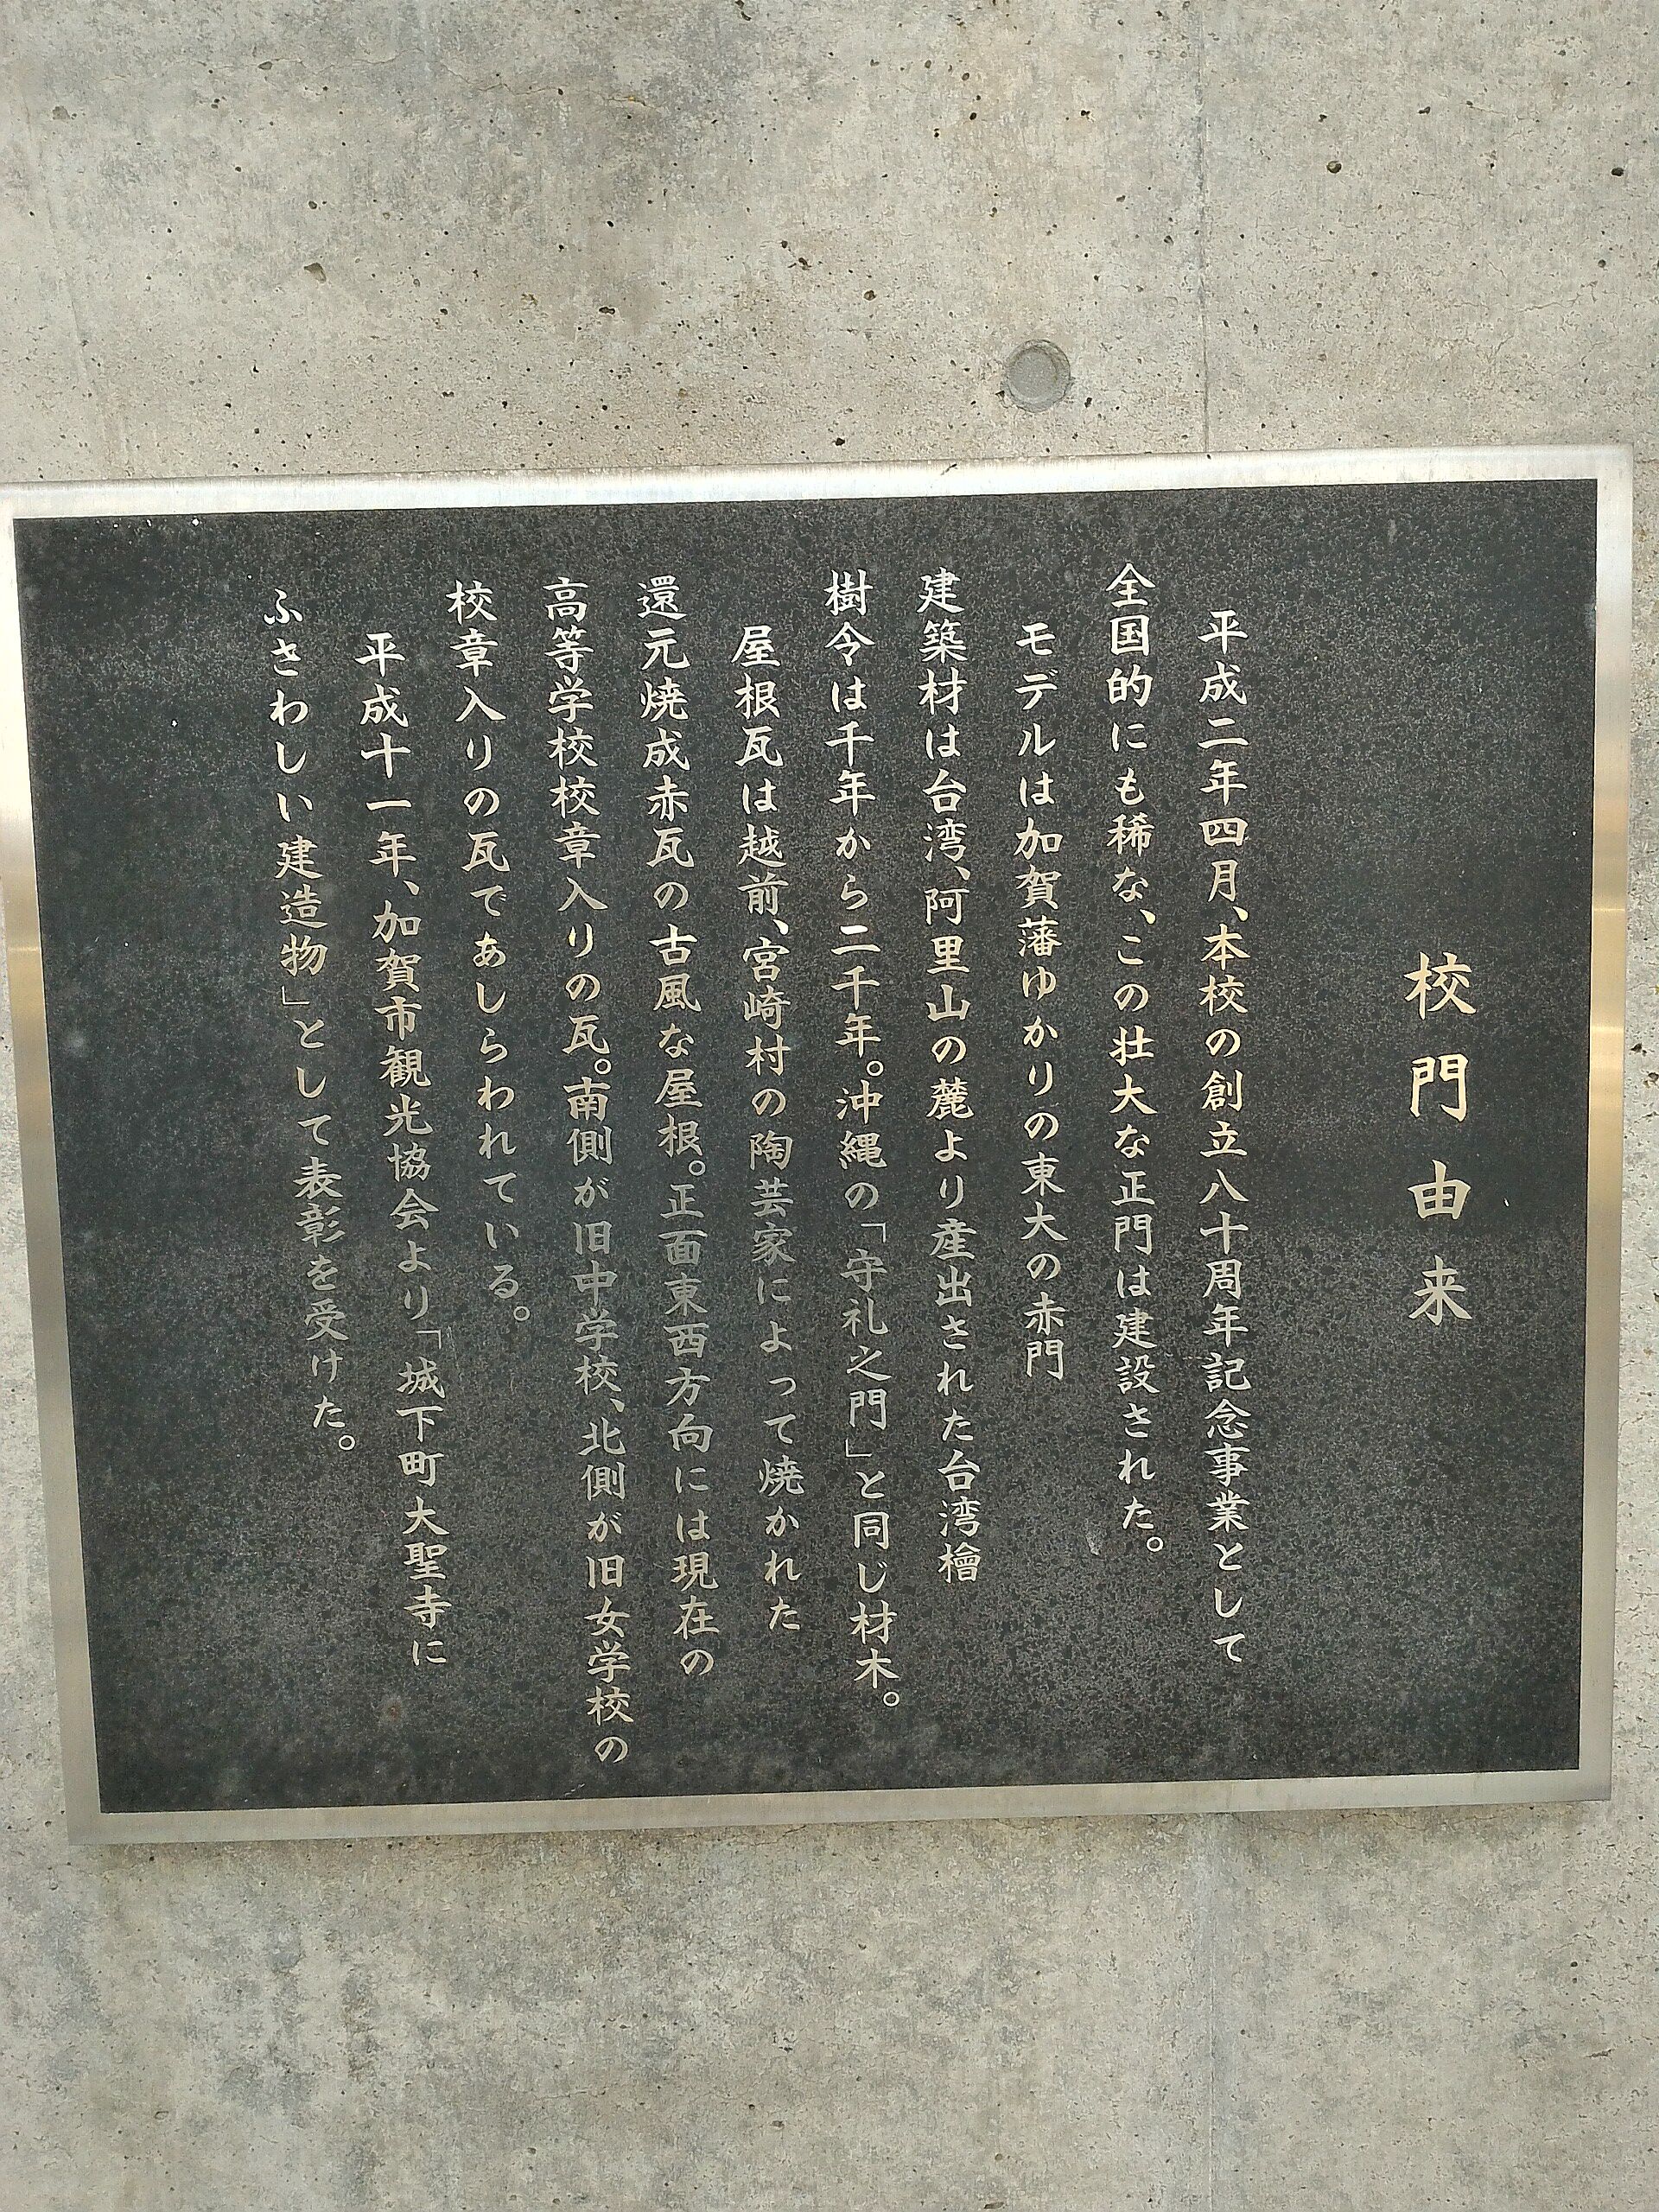 校門由来
平成二年四月、本校の創立八十周年記念事業として
全国的にも稀な、この壮大な正門は建設された。
モデルは加賀藩ゆかりの東大の赤門
建築材は台湾、阿里山の麓より産出された台湾檜
樹令は千年から二千年。沖縄の「守礼之門」と同じ材木。
屋根瓦は越前、宮崎村の陶芸家によって焼かれた
還元焼成赤瓦の古風な屋根。正面東西方向には現在の
高等学校校章入りの瓦。南側が旧中学校、北側が旧女学校の
校章入りの瓦であしらわれている。
平成十一年、加賀市観光協会より「城下町大聖寺に
ふさわしい建造物」として表彰を受けた。